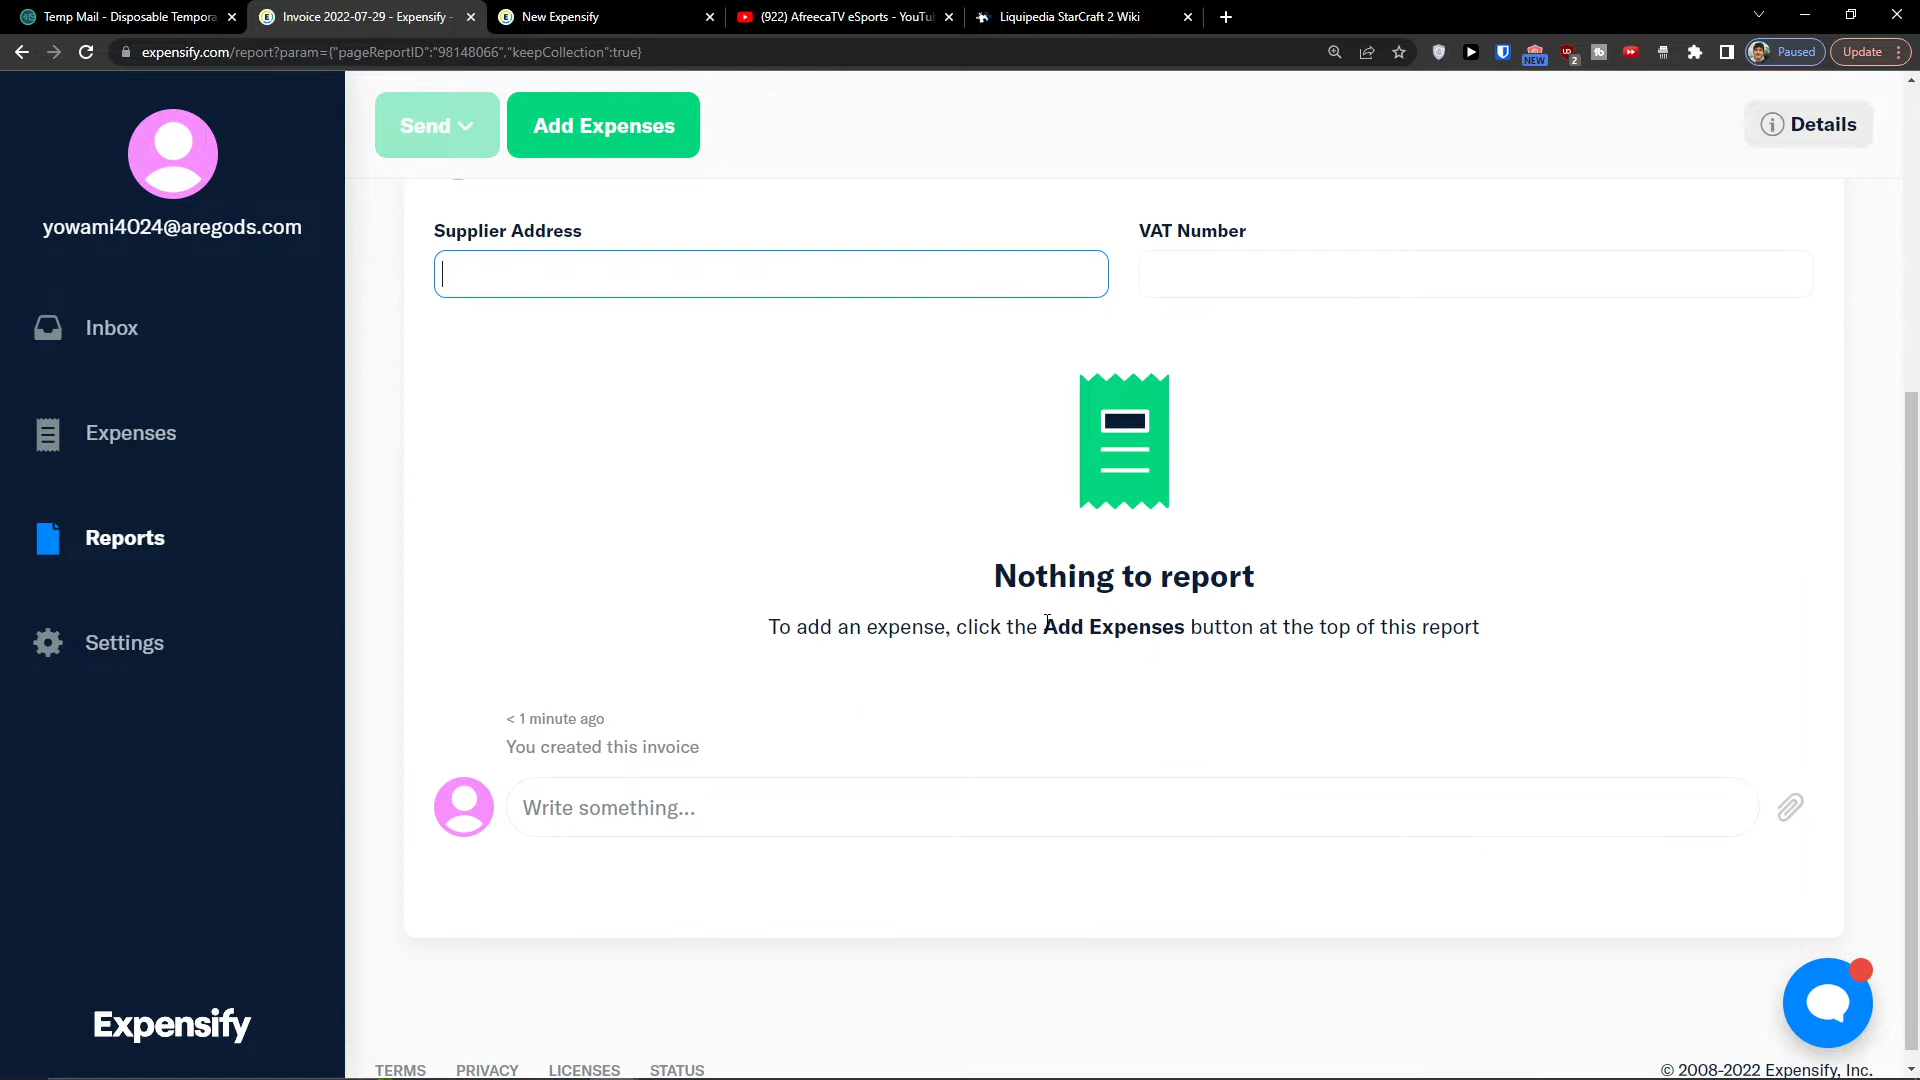 Temp Mail - Disposable Tempora
Invoice 2022-07-29 - Expensify -
New Expensify
(922) AfreecaTV eSports - YouTu
Liquipedia StarCraft 2 Wiki
expensify.com/report?param={"pageReportID":"98148066","keepCollection":true}
NEW
2
Paused
Update
Send
Add Expenses
Details
yowami4024@aregods.com
Supplier Address
VAT Number
Inbox
Expenses
Reports
Settings
Nothing to report
To add an expense, click the Add Expenses button at the top of this report
< 1 minute ago
You created this invoice
Write something...
Expensify
TERMS
PRIVACY
LICENSES
STATUS
© 2008-2022 Expensify, Inc.